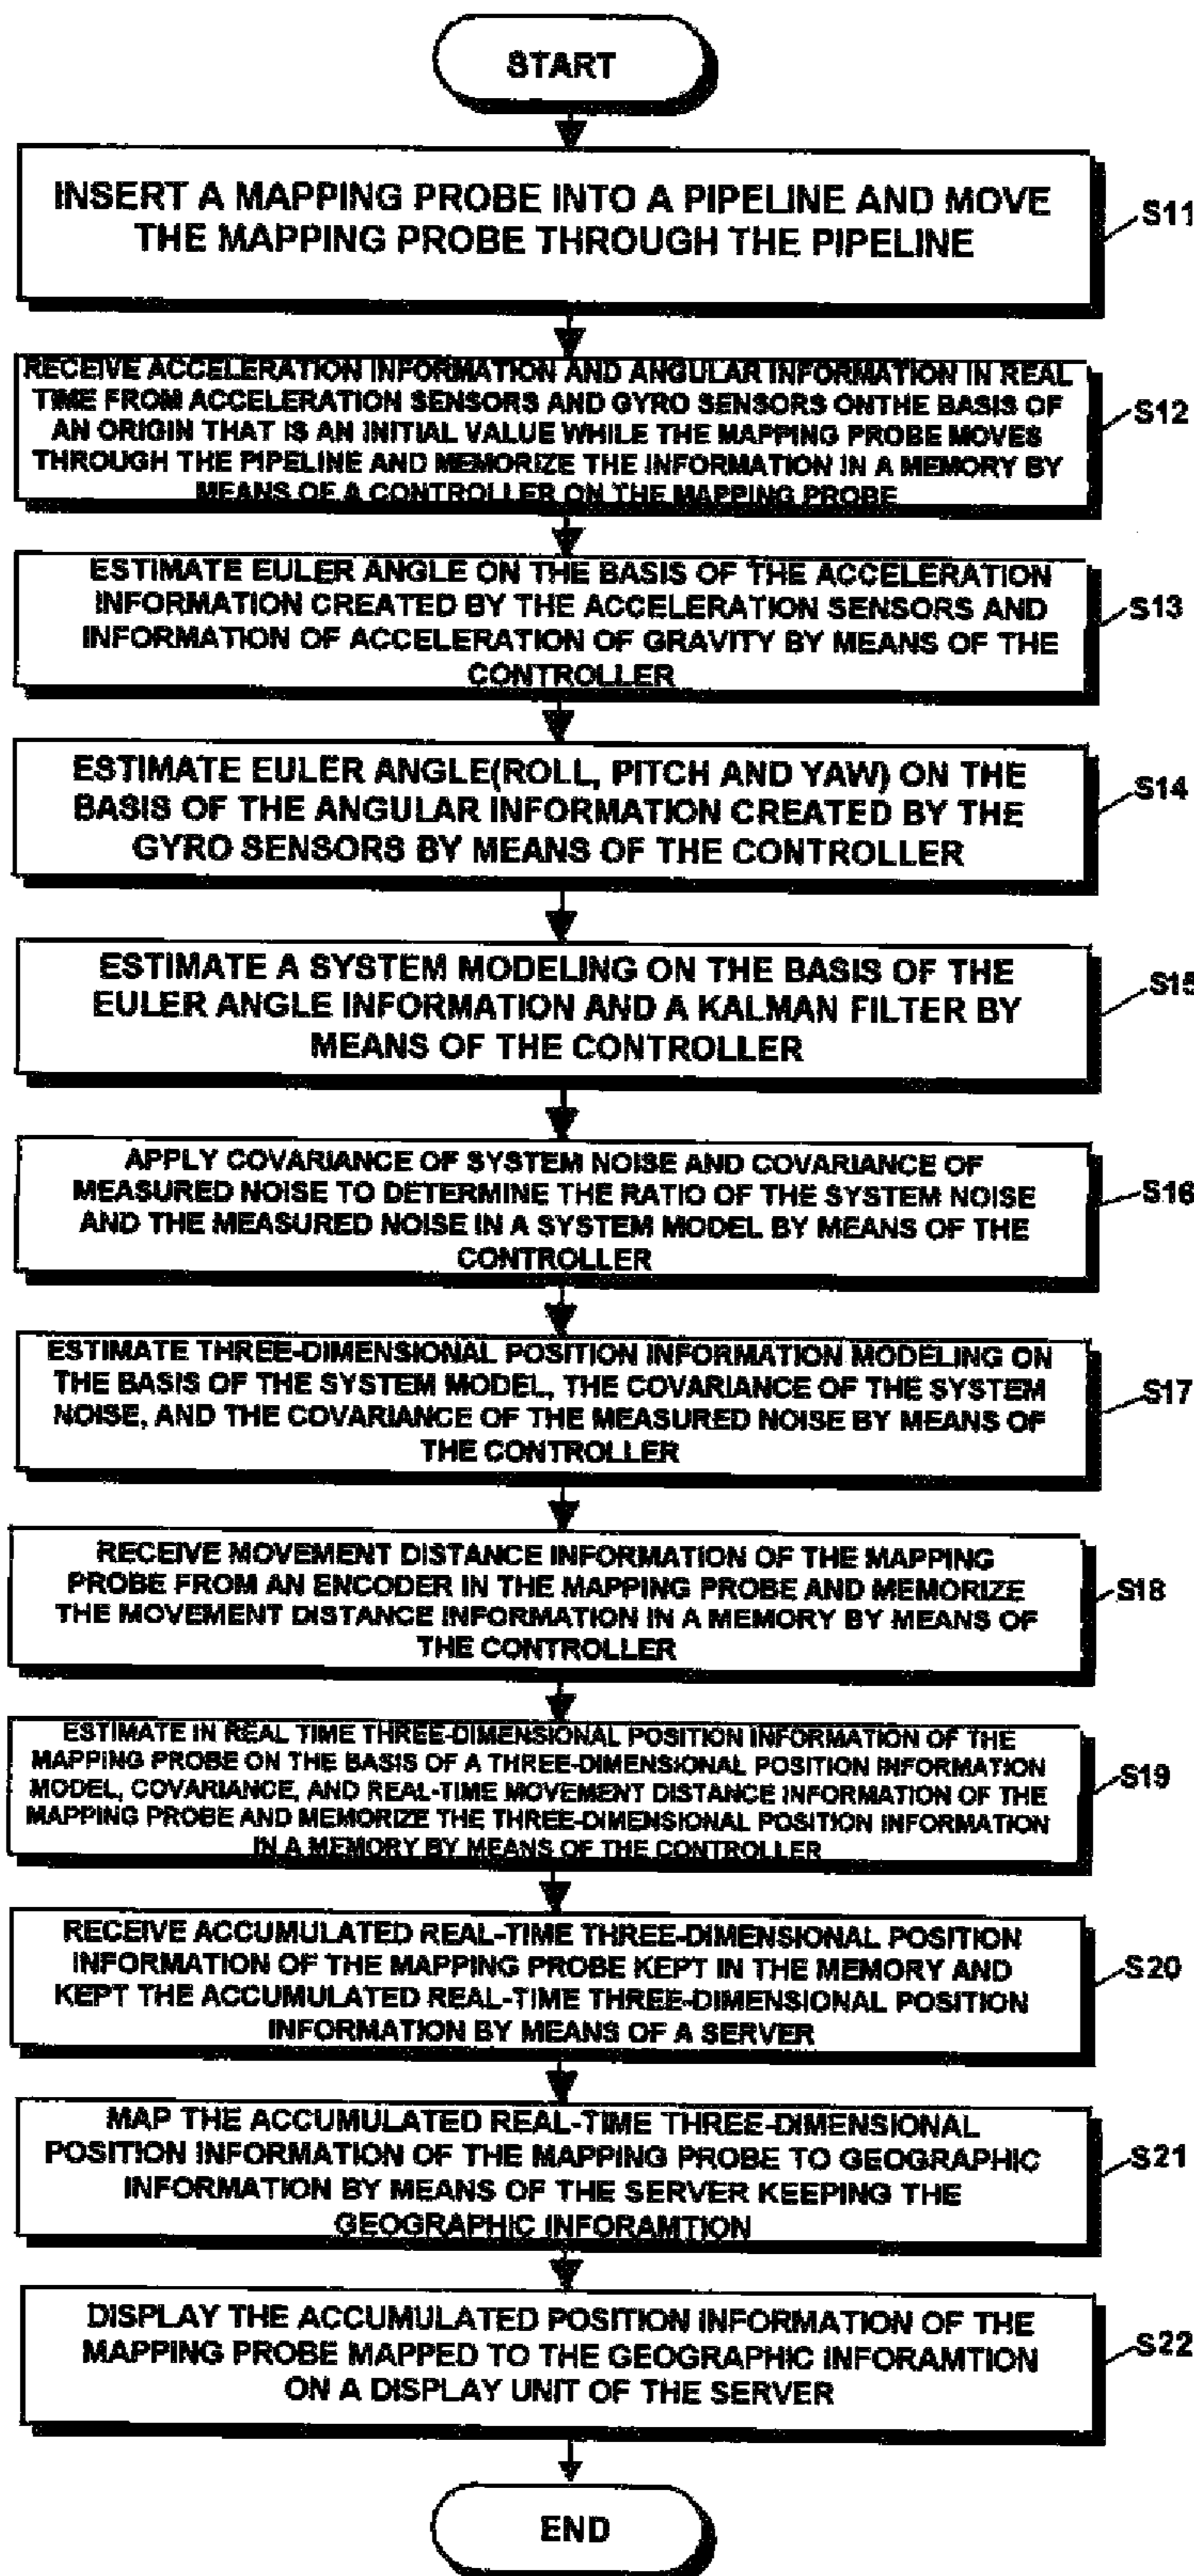 START
INSERT A MAPPING PROBE INTO A PIPELINE AND MOVE
THE MAPPING PROBE THROUGH THE PIPELINE
S11
RECEIVE ACCELERATION INFORMATION AND ANGULAR INFORMATION IN REAL
TIME FROM ACCELERATION SENSORS AND GYRO SENSORS ONTHE BASIS OF
AN ORIGIN THAT IS AN INITIAL VALUE WHILE THE MAPPING PROBE MOVES
THROUGH THE PIPELINE AND MEMORIZE THE INFORMATION IN A MEMORY BY
MEANS OF A CONTROLLER ON THE MAPPING PROBE
S12
ESTIMATE EULER ANGLE ON THE BASIS OF THE ACCELERATION
INFORMATION CREATED BY THE ACCELERATION SENSORS AND
INFORMATION OF ACCELERATION OF GRAVITY BY MEANS OF THE
CONTROLLER
S13
ESTIMATE EULER ANGLE(ROLL, PITCH AND YAW) ON THE
BASIS OF THE ANGULAR INFORMATION CREATED BY THE
GYRO SENSORS BY MEANS OF THE CONTROLLER
S14
ESTIMATE A SYSTEM MODELING ON THE BASIS OF THE
EULER ANGLE INFORMATION AND A KALMAN FILTER BY
MEANS OF THE CONTROLLER
S15
APPLY COVARIANCE OF SYSTEM NOISE AND COVARIANCE OF
MEASURED NOISE TO DETERMINE THE RATIO OF THE SYSTEM NOISE
AND THE MEASURED NOISE IN A SYSTEM MODEL BY MEANS OF THE
CONTROLLER
S16
ESTIMATE THREE-DIMENSIONAL POSITION INFORMATION MODELING ON
THE BASIS OF THE SYSTEM MODEL, THE COVARIANCE OF THE SYSTEM
NOISE, AND THE COVARIANCE OF THE MEASURED NOISE BY MEANS OF
THE CONTROLLER
S17
RECEIVE MOVEMENT DISTANCE INFORMATION OF THE MAPPING
PROBE FROM AN ENCODER IN THE MAPPING PROBE AND MEMORIZE
THE MOVEMENT DISTANCE INFORMATION IN A MEMORY BY MEANS OF
THE CONTROLLER
S18
ESTIMATE IN REAL TIME THREE-DIMENSIONAL POSITION INFORMATION OF THE
MAPPING PROBE ON THE BASIS OF A THREE-DIMENSIONAL POSITION INFORMATION
MODEL, COVARIANCE, AND REAL-TIME MOVEMENT DISTANCE INFORMATION OF THE
MAPPING PROBE AND MEMORIZE THE THREE-DIMENSIONAL POSITION INFORMATION
IN A MEMORY BY MEANS OF THE CONTROLLER
S19
RECEIVE ACCUMULATED REAL-TIME THREE-DIMENSIONAL POSITION
INFORMATION OF THE MAPPING PROBE KEPT IN THE MEMORY AND
KEPT THE ACCUMULATED REAL-TIME THREE-DIMENSIONAL POSITION
INFORMATION BY MEANS OF A SERVER
S20
MAP THE ACCUMULATED REAL-TIME THREE-DIMENSIONAL
POSITION INFORMATION OF THE MAPPING PROBE TO GEOGRAPHIC
INFORMATION BY MEANS OF THE SERVER KEEPING THE
GEOGRAPHIC INFORAMTION
S21
DISPLAY THE ACCUMULATED POSITION INFORMATION OF THE
MAPPING PROBE MAPPED TO THE GEOGRAPHIC INFORAMTION
ON A DISPLAY UNIT OF THE SERVER
S22
END